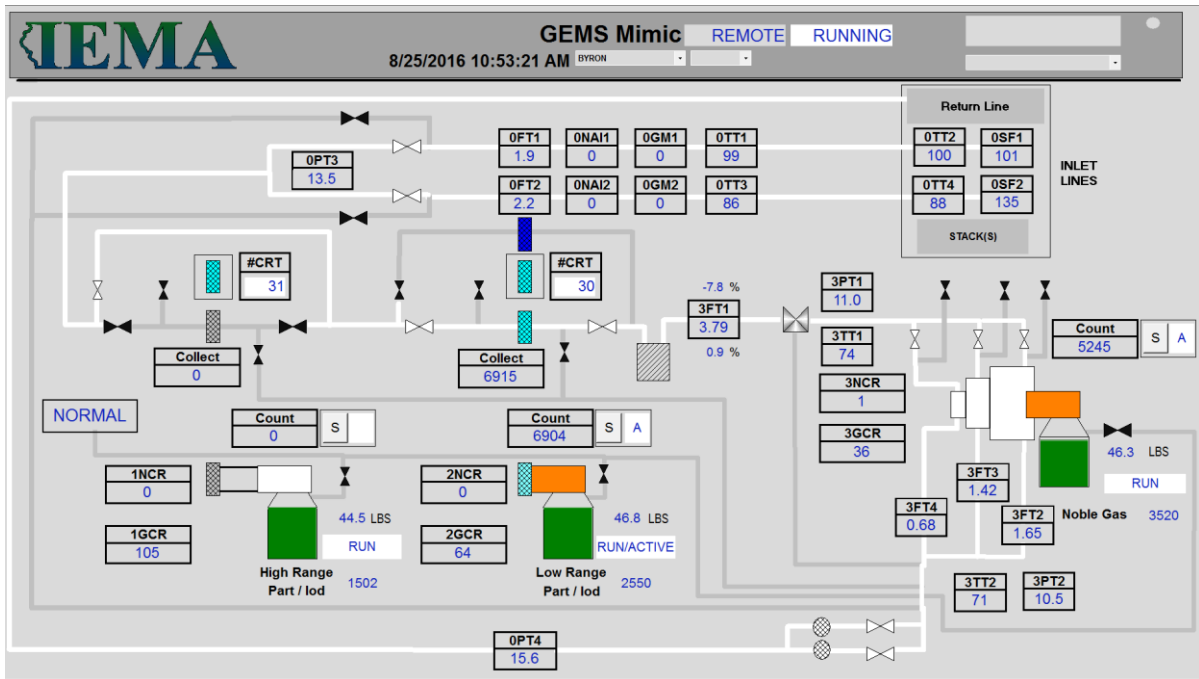 IEMA
GEMS Mimic REMOTE RUNNING
8/25/2016 10:53:21 AM BYRON
Return Line
0FT1 0NAI1 0GM1 0TT1 0TT2 0SF1
1.9 0 0 99 100 101
0PT3
13.5
INLET
LINES
0FT2 0NAI2 0GM2 0TT3 0TT4 0SF2
2.2 0 0 86 88 135
STACK(S)
#CRT
31
#CRT
30
-7.8 %
3FT1
3.79
0.9 %
3PT1
11.0
3TT1
74
Count
5245
S A
Collect
0
Collect
6915
3NCR
1
3GCR
36
NORMAL
Count
0
S
Count
6904
S A
46.3 LBS
RUN
1NCR
0
2NCR
0
3FT3
1.42
3FT4
0.68
3FT2
1.65
Noble Gas 3520
1GCR
105
44.5 LBS
RUN
2GCR
64
46.8 LBS
RUN/ACTIVE
High Range
Part / Iod
1502
Low Range
Part / Iod
2550
3TT2
71
3PT2
10.5
0PT4
15.6